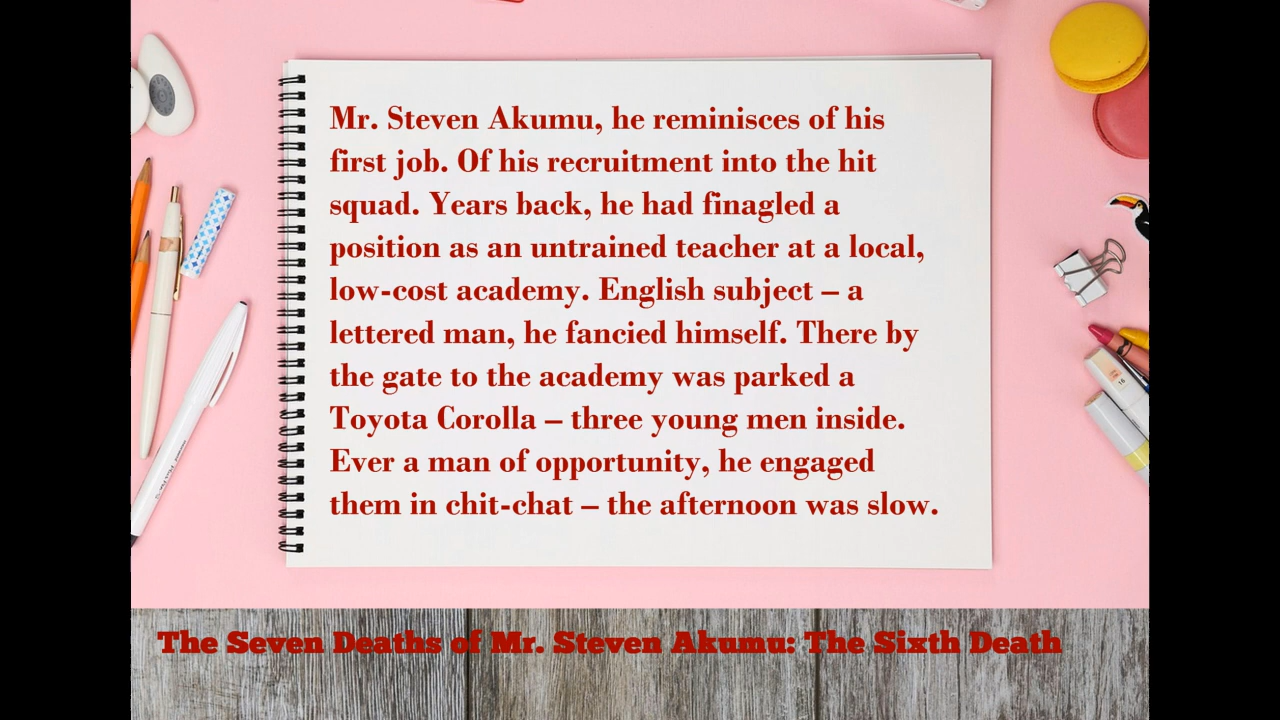 Mr. Steven Akumu, he reminisces of his
first job. Of his recruitment into the hit
squad. Years back, he had finagled a
position as an untrained teacher at a local,
low-cost academy. English subject – a
lettered man, he fancied himself. There by
the gate to the academy was parked a
Toyota Corolla – three young men inside.
Ever a man of opportunity, he engaged
them in chit-chat – the afternoon was slow.
The Seven Deaths of Mr. Steven Akumu: The Sixth Death